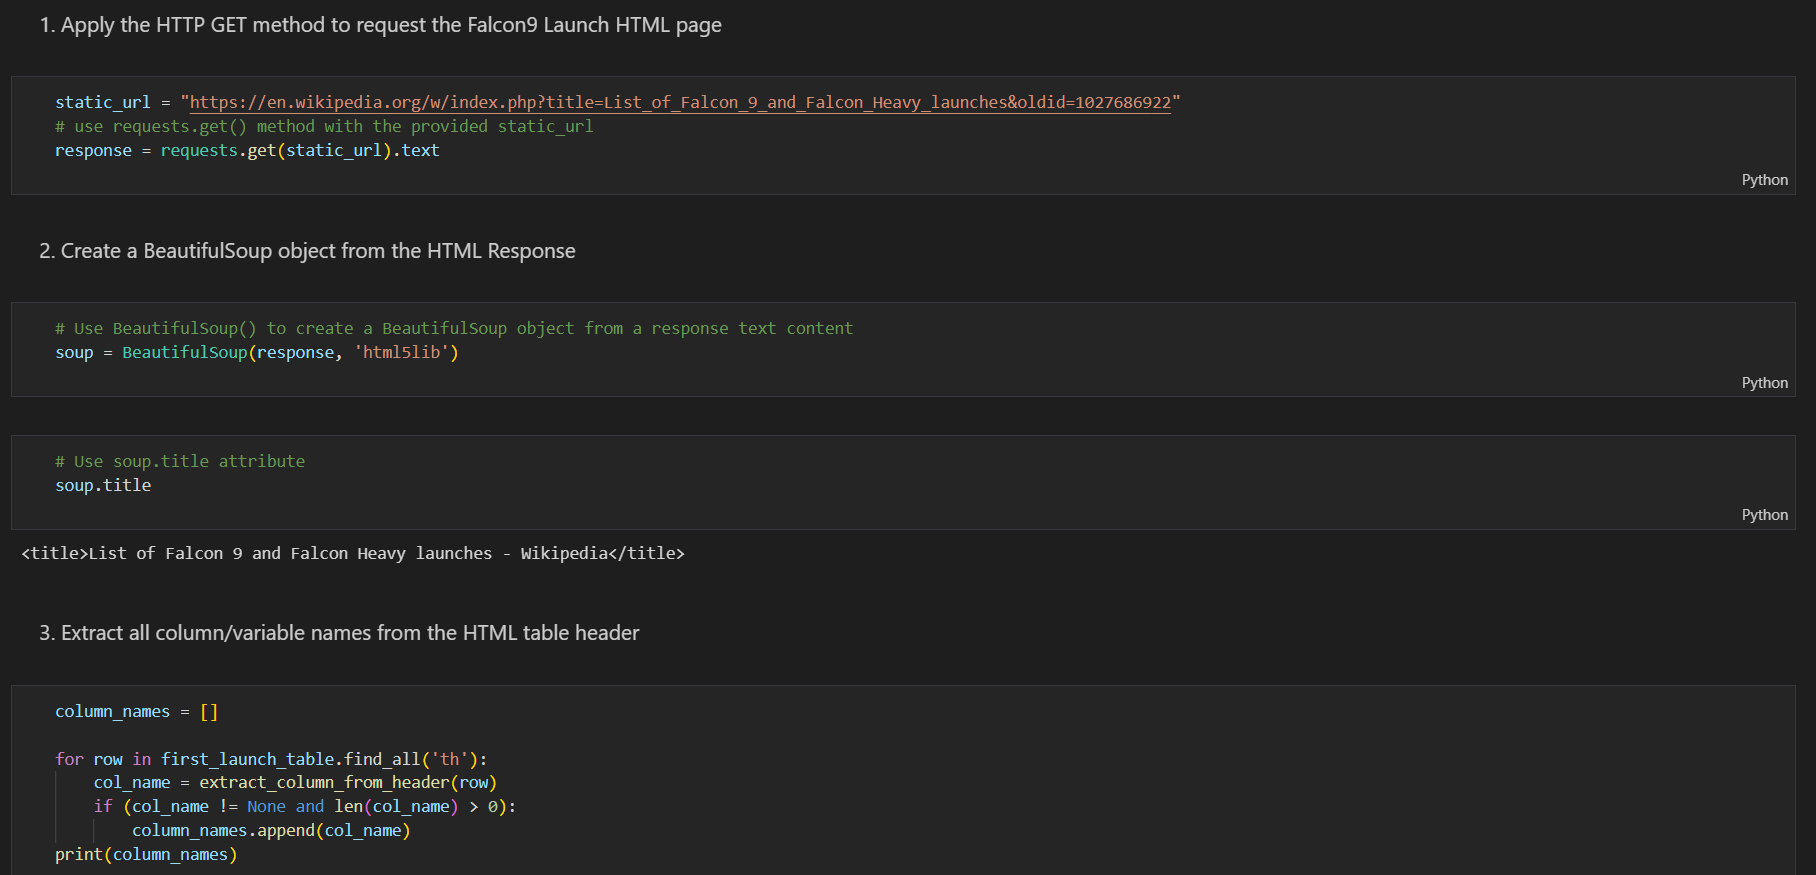 1. Apply the HTTP GET method to request the Falcon9 Launch HTML page
static_url = "https://en.wikipedia.org/w/index.php?title=List_of_Falcon_9_and_Falcon_Heavy_launches&oldid=1027686922"
# use requests.get() method with the provided static_url
response = requests.get(static_url).text
Python
2. Create a BeautifulSoup object from the HTML Response
# Use BeautifulSoup() to create a BeautifulSoup object from a response text content
soup = BeautifulSoup(response, 'html5lib')
Python
# Use soup.title attribute
soup.title
Python
<title>List of Falcon 9 and Falcon Heavy launches - Wikipedia</title>
3. Extract all column/variable names from the HTML table header
column_names = []
for row in first_launch_table.find_all('th'):
    col_name = extract_column_from_header(row)
    if (col_name != None and len(col_name) > 0):
        column_names.append(col_name)
print(column_names)